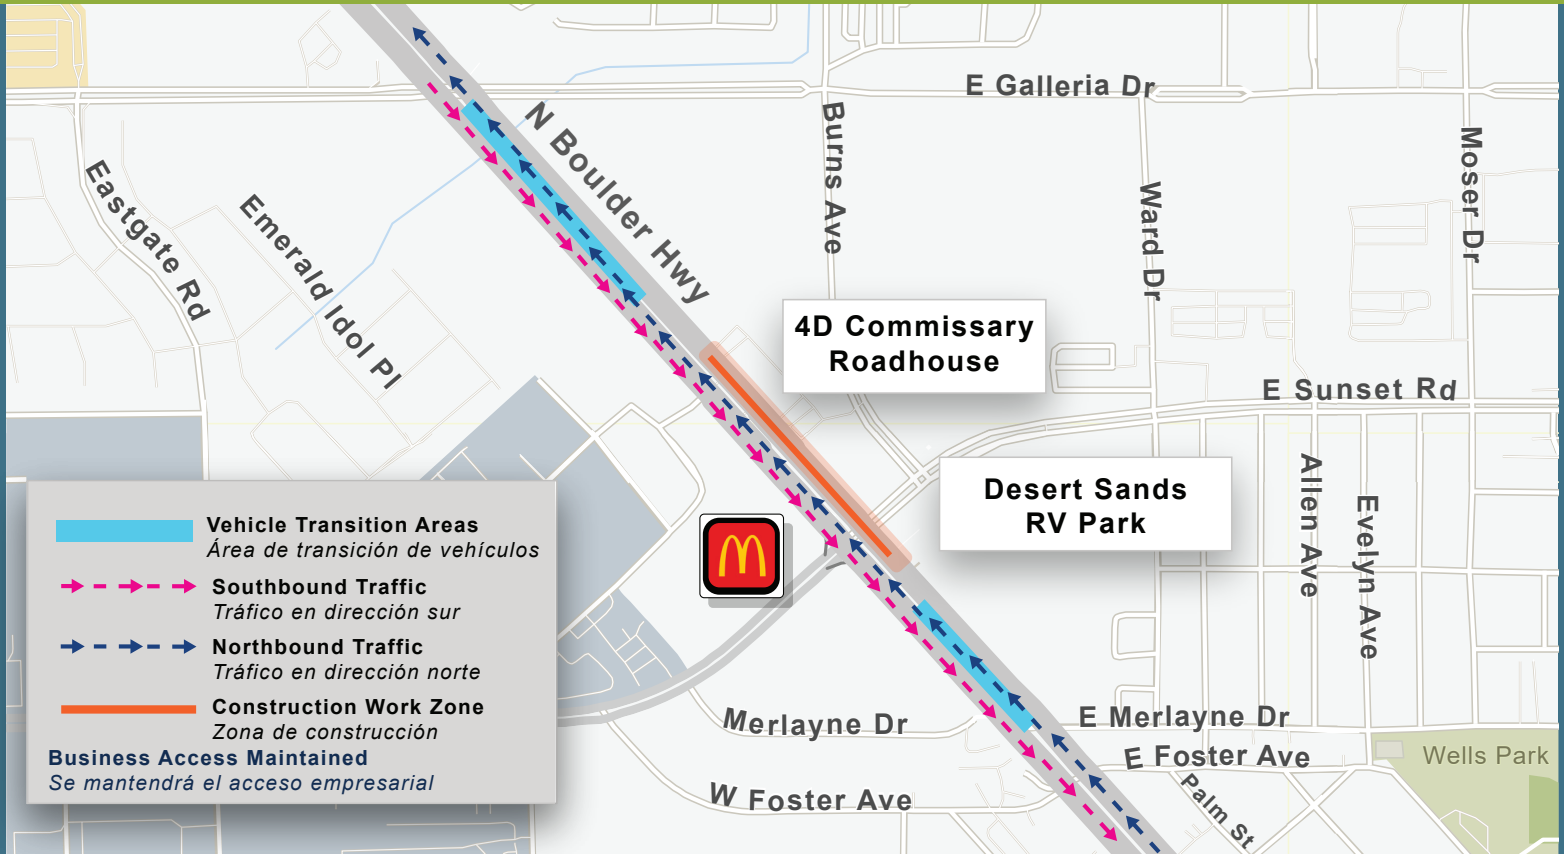 E Galleria Dr
N Boulder Hwy
Burns Ave
Moser Dr
Eastgate Rd
Emerald Idol Pl
Ward Dr
4D Commissary
Roadhouse
E Sunset Rd
Desert Sands
RV Park
Allen Ave
Evelyn Ave
Vehicle Transition Areas
Área de transición de vehículos
Southbound Traffic
Tráfico en dirección sur
Northbound Traffic
Tráfico en dirección norte
Construction Work Zone
Zona de construcción
Business Access Maintained
Se mantendrá el acceso empresarial
Merlayne Dr
E Merlayne Dr
E Foster Ave
Wells Park
W Foster Ave
Palm St